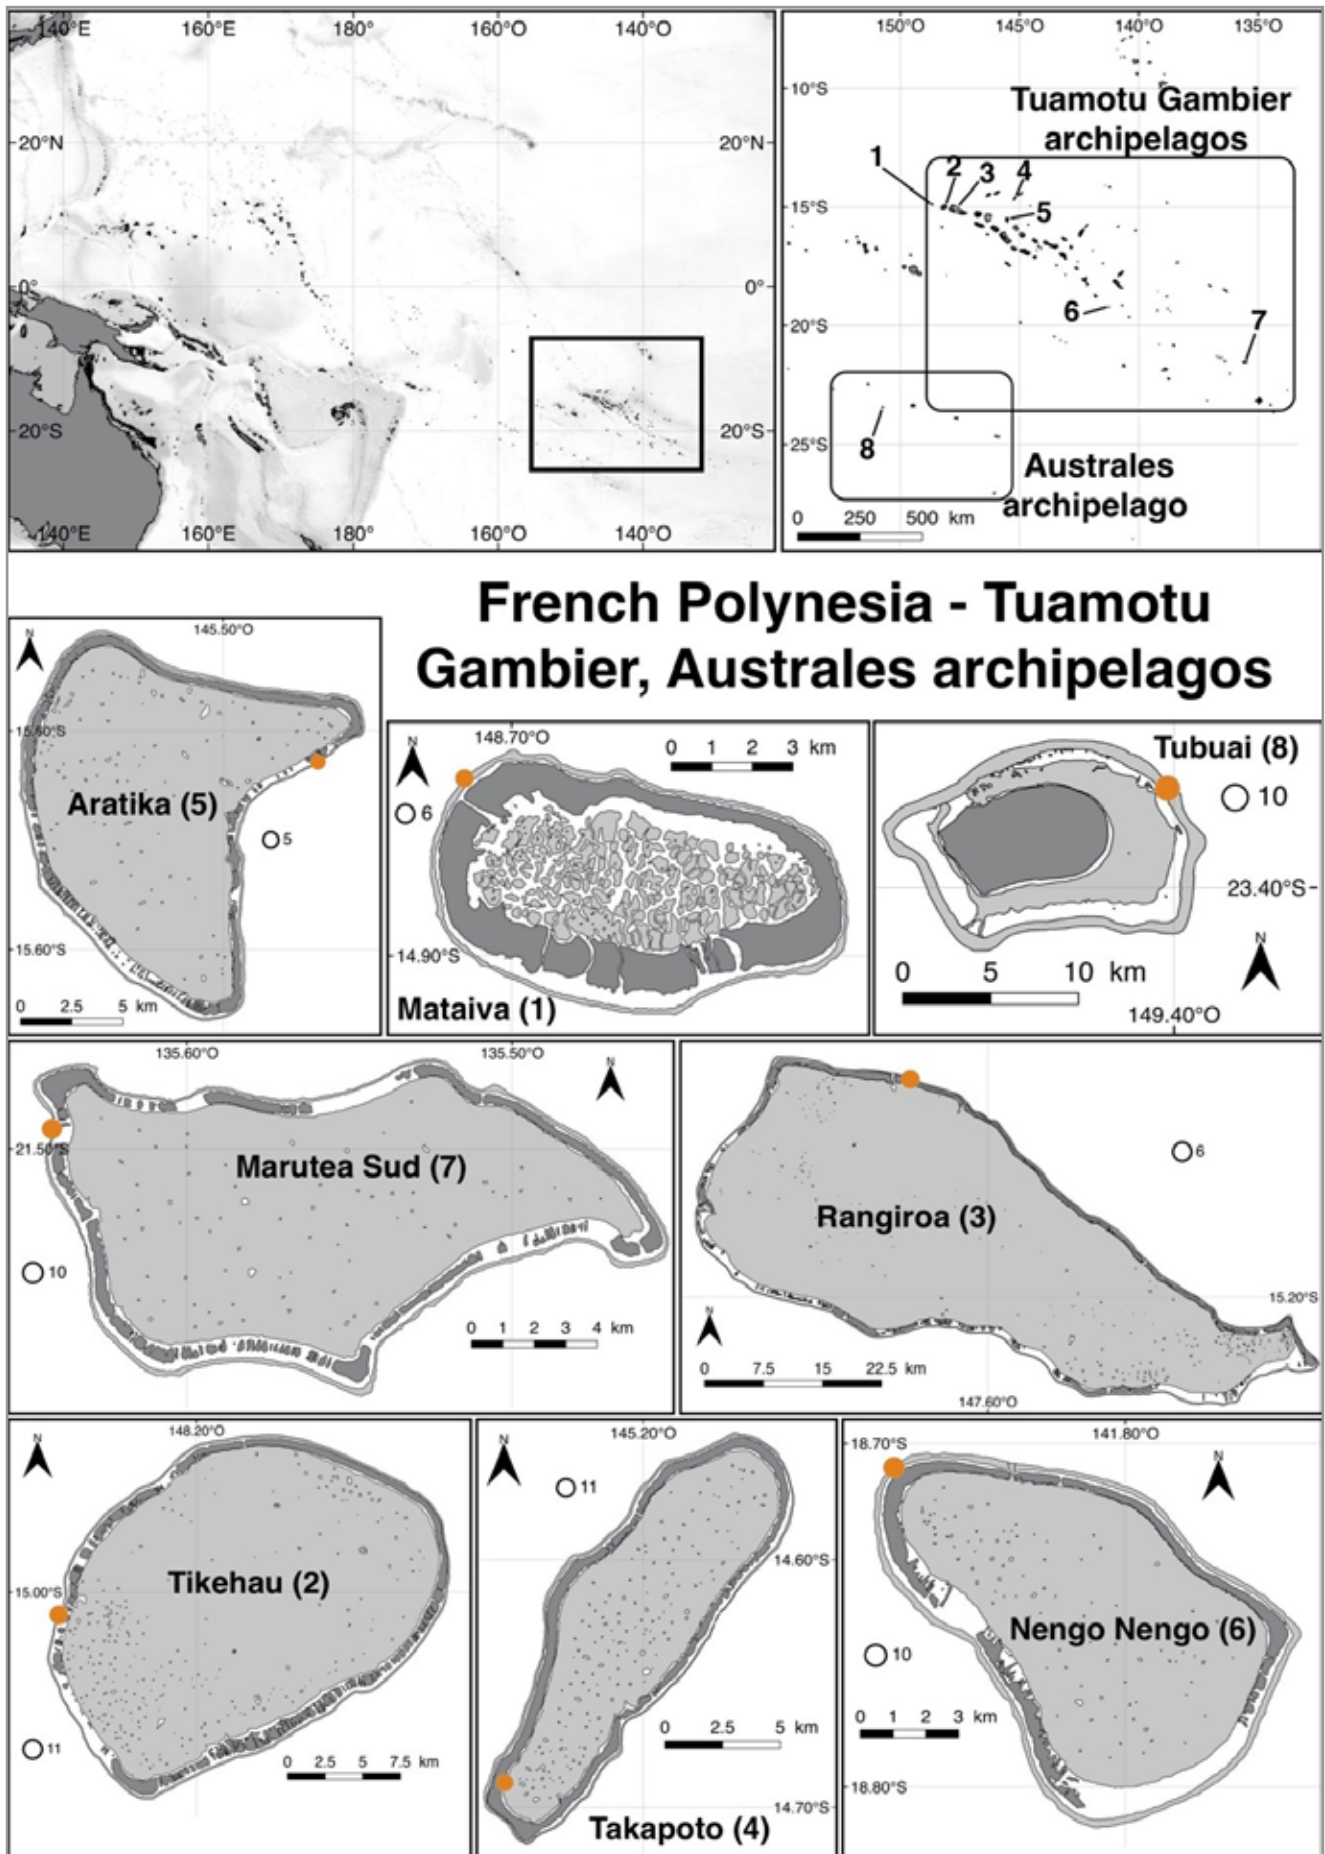 140°E 160°E 180° 160°O 140°O
20°N 20°N
0° 0°
20°S 20°S
140°E 160°E 180° 160°O 140°O
150°O 145°O 140°O 135°O
10°S
Tuamotu Gambier
archipelagos
1 2 3 4
15°S 5
6 7
20°S
8
25°S
Australes
archipelago
0 250 500 km
French Polynesia - Tuamotu
Gambier, Australes archipelagos
N
145.50°O
15.60°S
Aratika (5)
5
15.60°S
0 2.5 5 km
N
148.70°O
0 1 2 3 km
6
14.90°S
Mataiva (1)
Tubuai (8)
10
23.40°S
N
0 5 10 km
149.40°O
135.60°O 135.50°O
N
21.50°S
Marutea Sud (7)
10
0 1 2 3 4 km
6
Rangiroa (3)
15.20°S
N
0 7.5 15 22.5 km
147.60°O
N
148.20°O
Tikehau (2)
15.00°S
11
0 2.5 5 7.5 km
N
145.20°O
11
14.60°S
0 2.5 5 km
14.70°S
Takapoto (4)
18.70°S
141.80°O
N
Nengo Nengo (6)
10
0 1 2 3 km
18.80°S